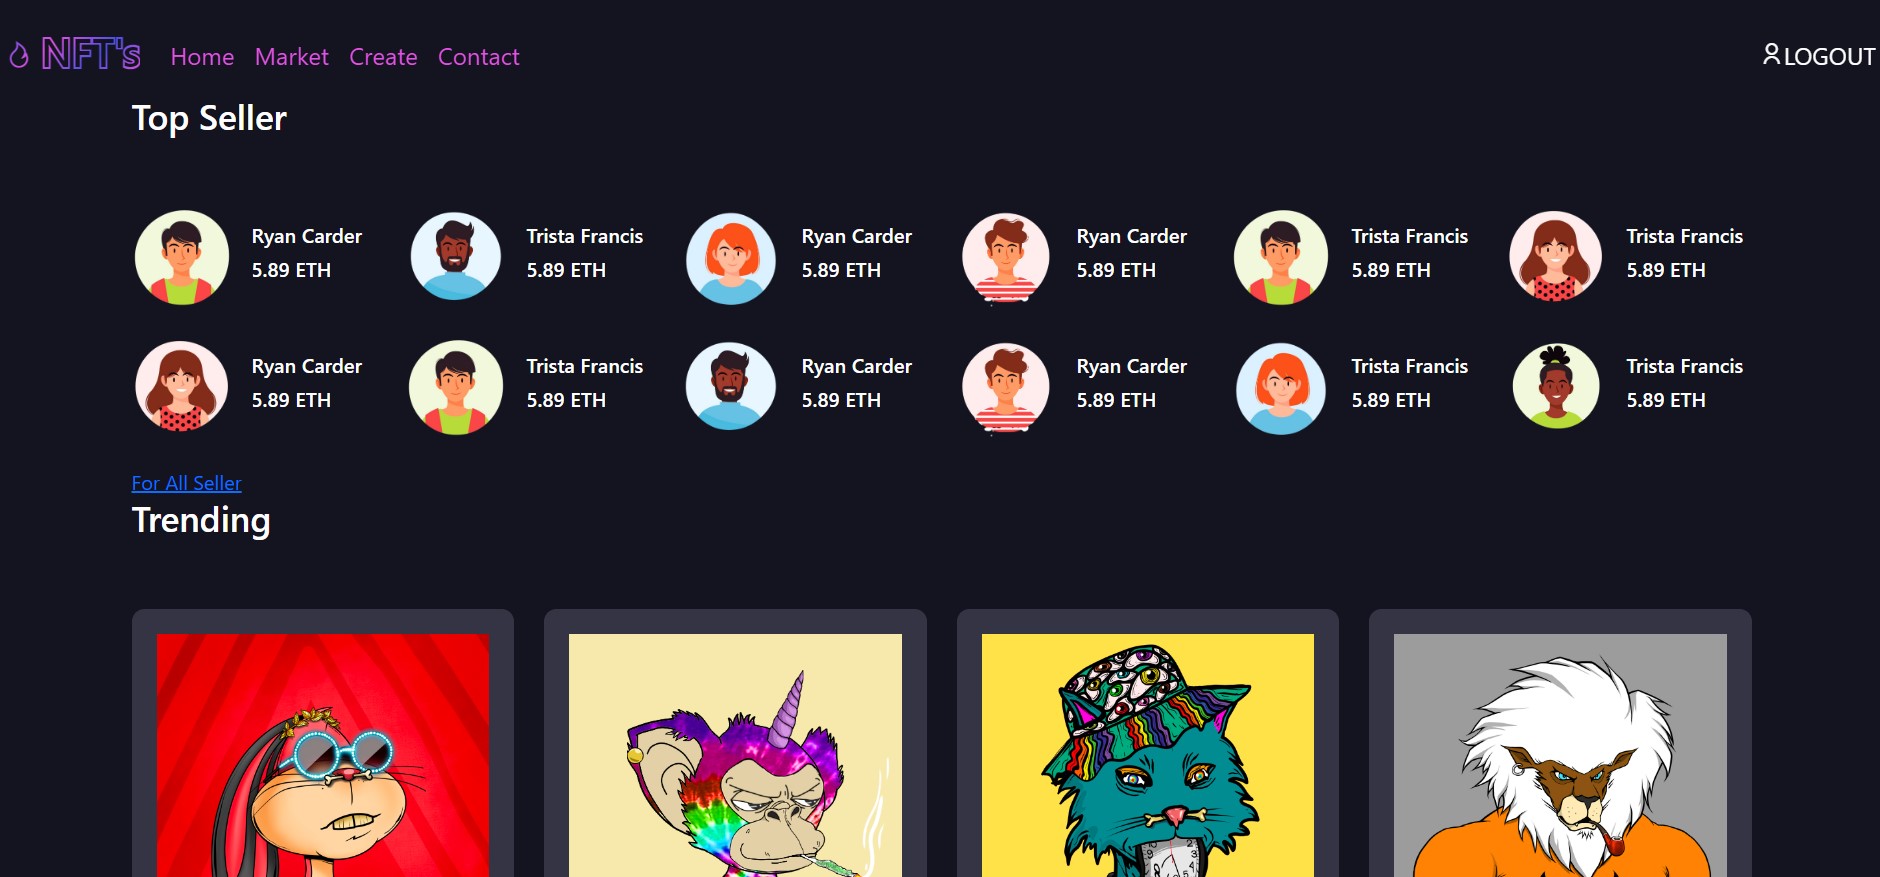 NFT's Home Market Create Contact LOGOUT
Top Seller
Ryan Carder Trista Francis Ryan Carder Ryan Carder Trista Francis Trista Francis
5.89 ETH 5.89 ETH 5.89 ETH 5.89 ETH 5.89 ETH 5.89 ETH
Ryan Carder Trista Francis Ryan Carder Ryan Carder Trista Francis Trista Francis
5.89 ETH 5.89 ETH 5.89 ETH 5.89 ETH 5.89 ETH 5.89 ETH
For All Seller
Trending